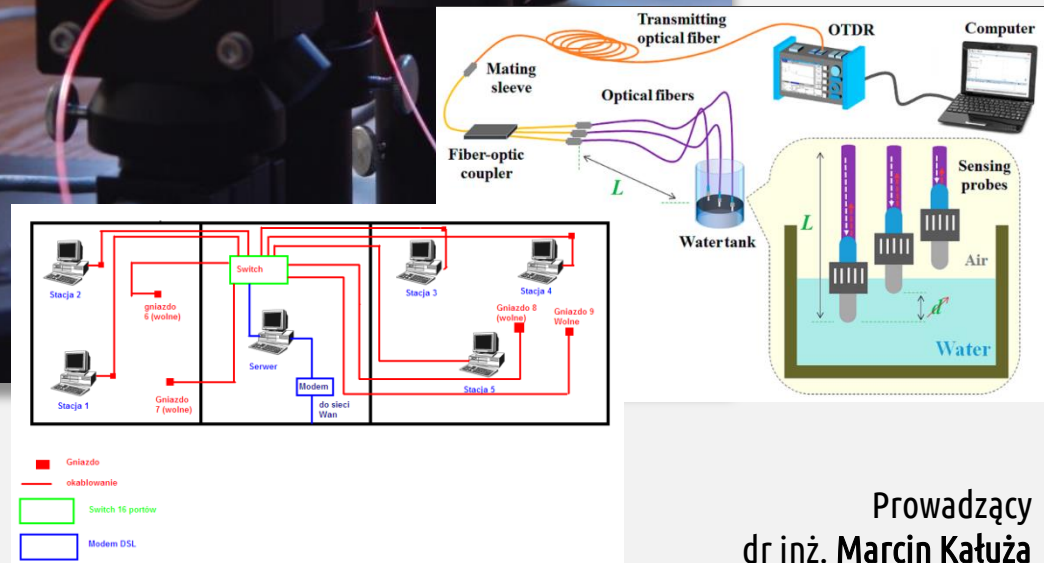 Transmitting
optical fiber
OTDR
Computer
Mating
sleeve
Optical fibers
Fiber-optic
coupler
L
Water tank
Sensing
probes
L
Air
d
Water
Switch
Stacja 2
gniazdo
6 (wolne)
Stacja 3
Stacja 4
Gniazdo 8
(wolne)
Gniazdo 9
Wolne
Serwer
Stacja 1
Gniazdo
7 (wolne)
Modem
do sieci
Wan
Stacja 5
Gniazdo
okablowanie
Switch 16 portów
Modem DSL
Prowadzący
dr inż. Marcin Kałuża